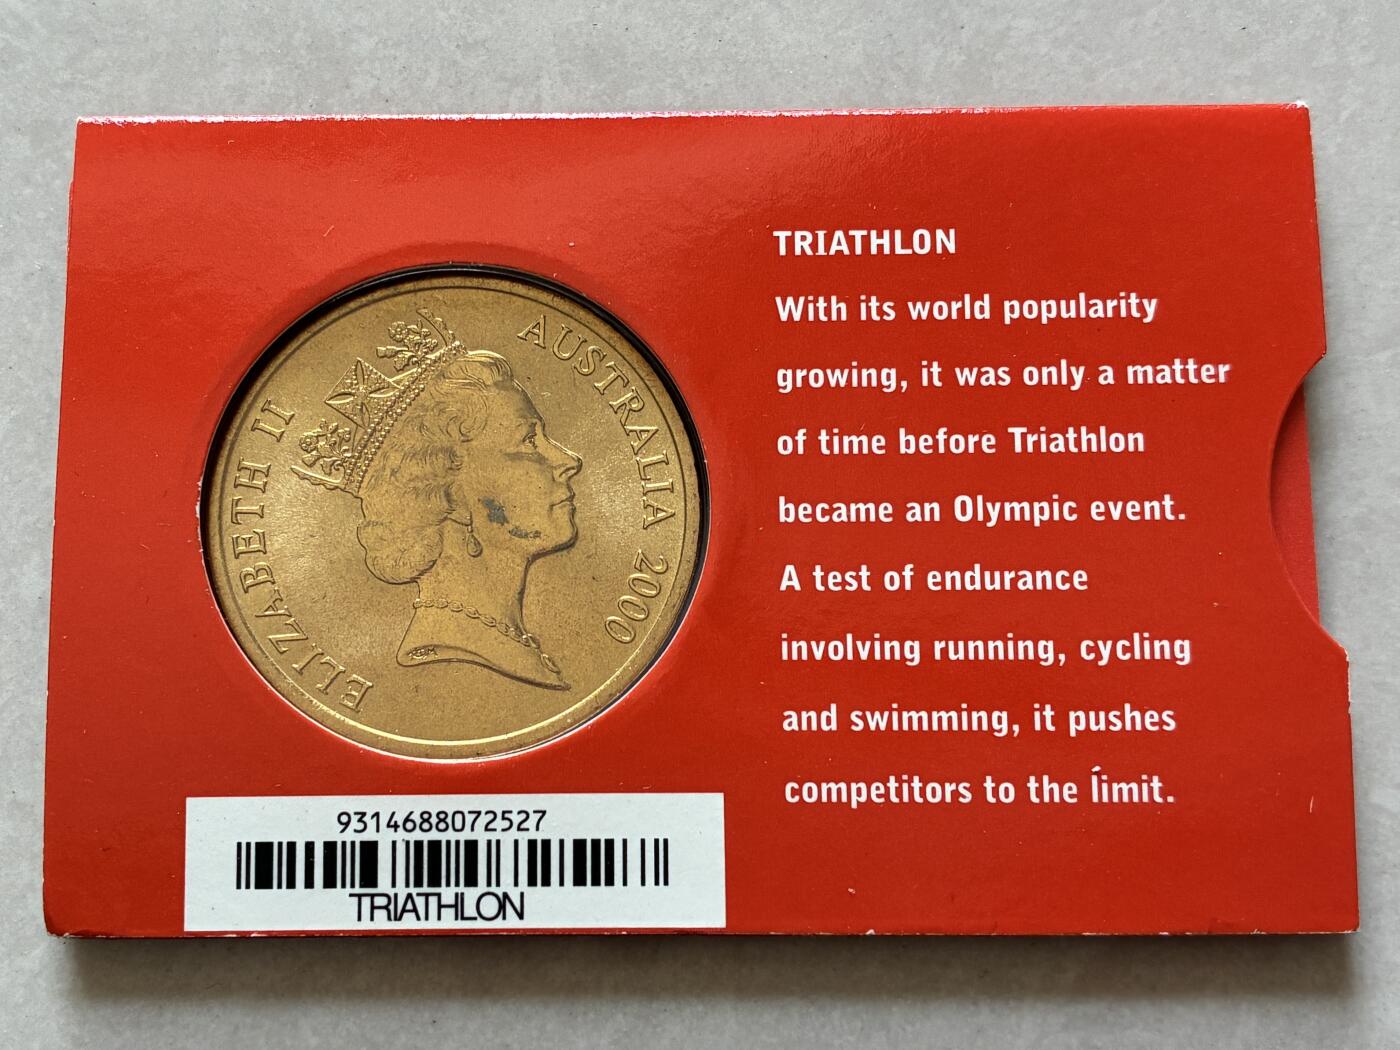 ELIZABETH II
AUSTRALIA 2000
TRIATHLON
With its world popularity
growing, it was only a matter
of time before Triathlon
became an Olympic event.
A test of endurance
involving running, cycling
and swimming, it pushes
competitors to the limit.
9314688072527
TRIATHLON